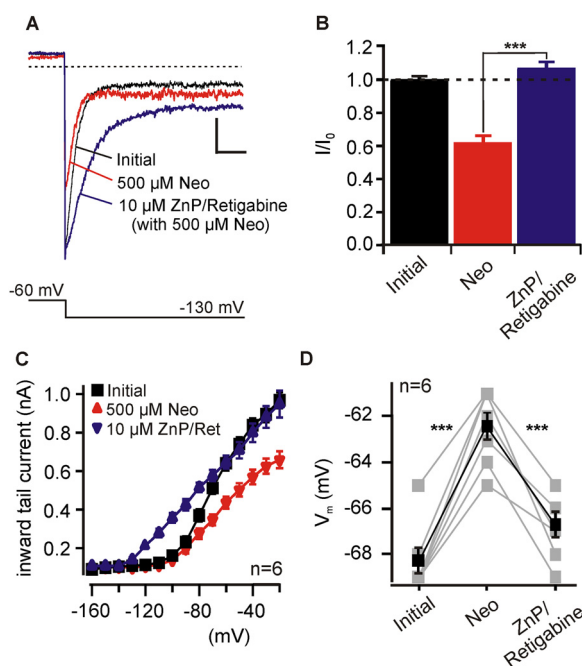 A
Initial
500 µM Neo
10 µM ZnP/Retigabine
(with 500 µM Neo)
-60 mV
-130 mV
B
***
I/I0
1.2
1.0
0.8
0.6
0.4
0.2
0.0
Initial
Neo
ZnP/
Retigabine
C
Initial
500 µM Neo
10 µM ZnP/Ret
inward tail current (nA)
1.0
0.8
0.6
0.4
0.2
n=6
-160
-120
-80
-40
(mV)
D
n=6
*** ***
Vm (mV)
-62
-64
-66
-68
Initial
Neo
ZnP/
Retigabine